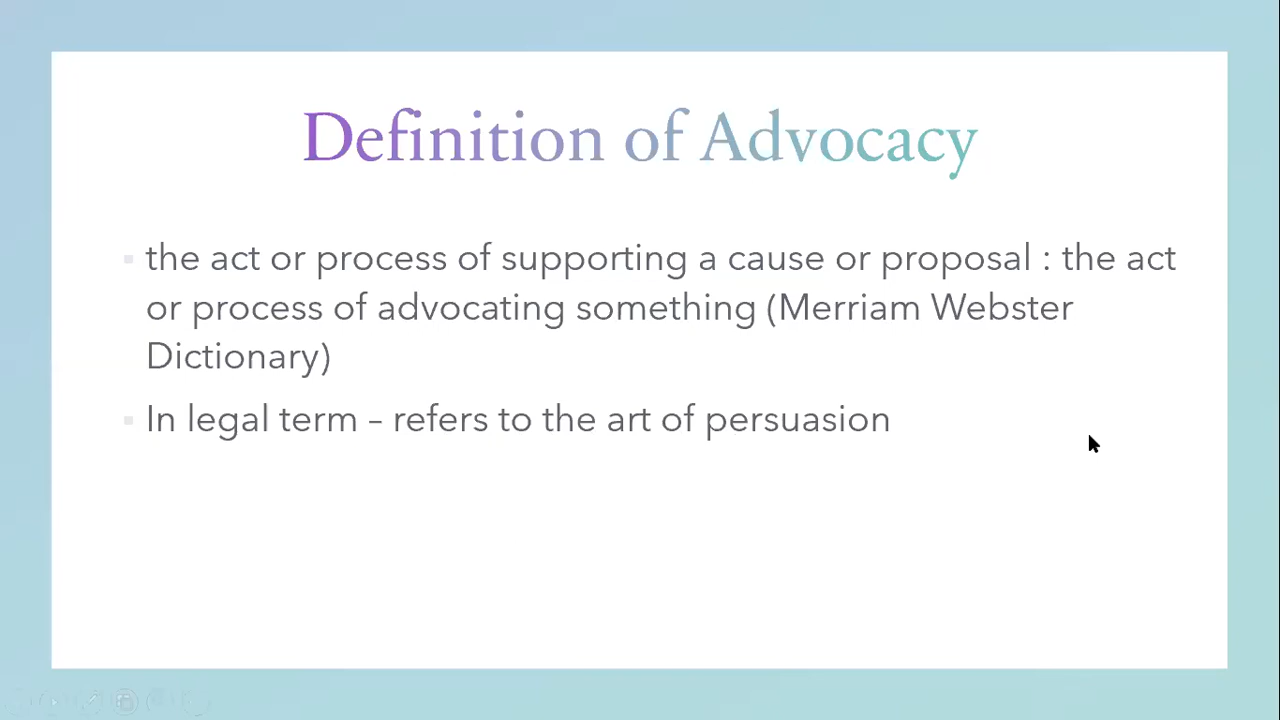 Definition of Advocacy
the act or process of supporting a cause or proposal : the act
or process of advocating something (Merriam Webster
Dictionary)
In legal term – refers to the art of persuasion